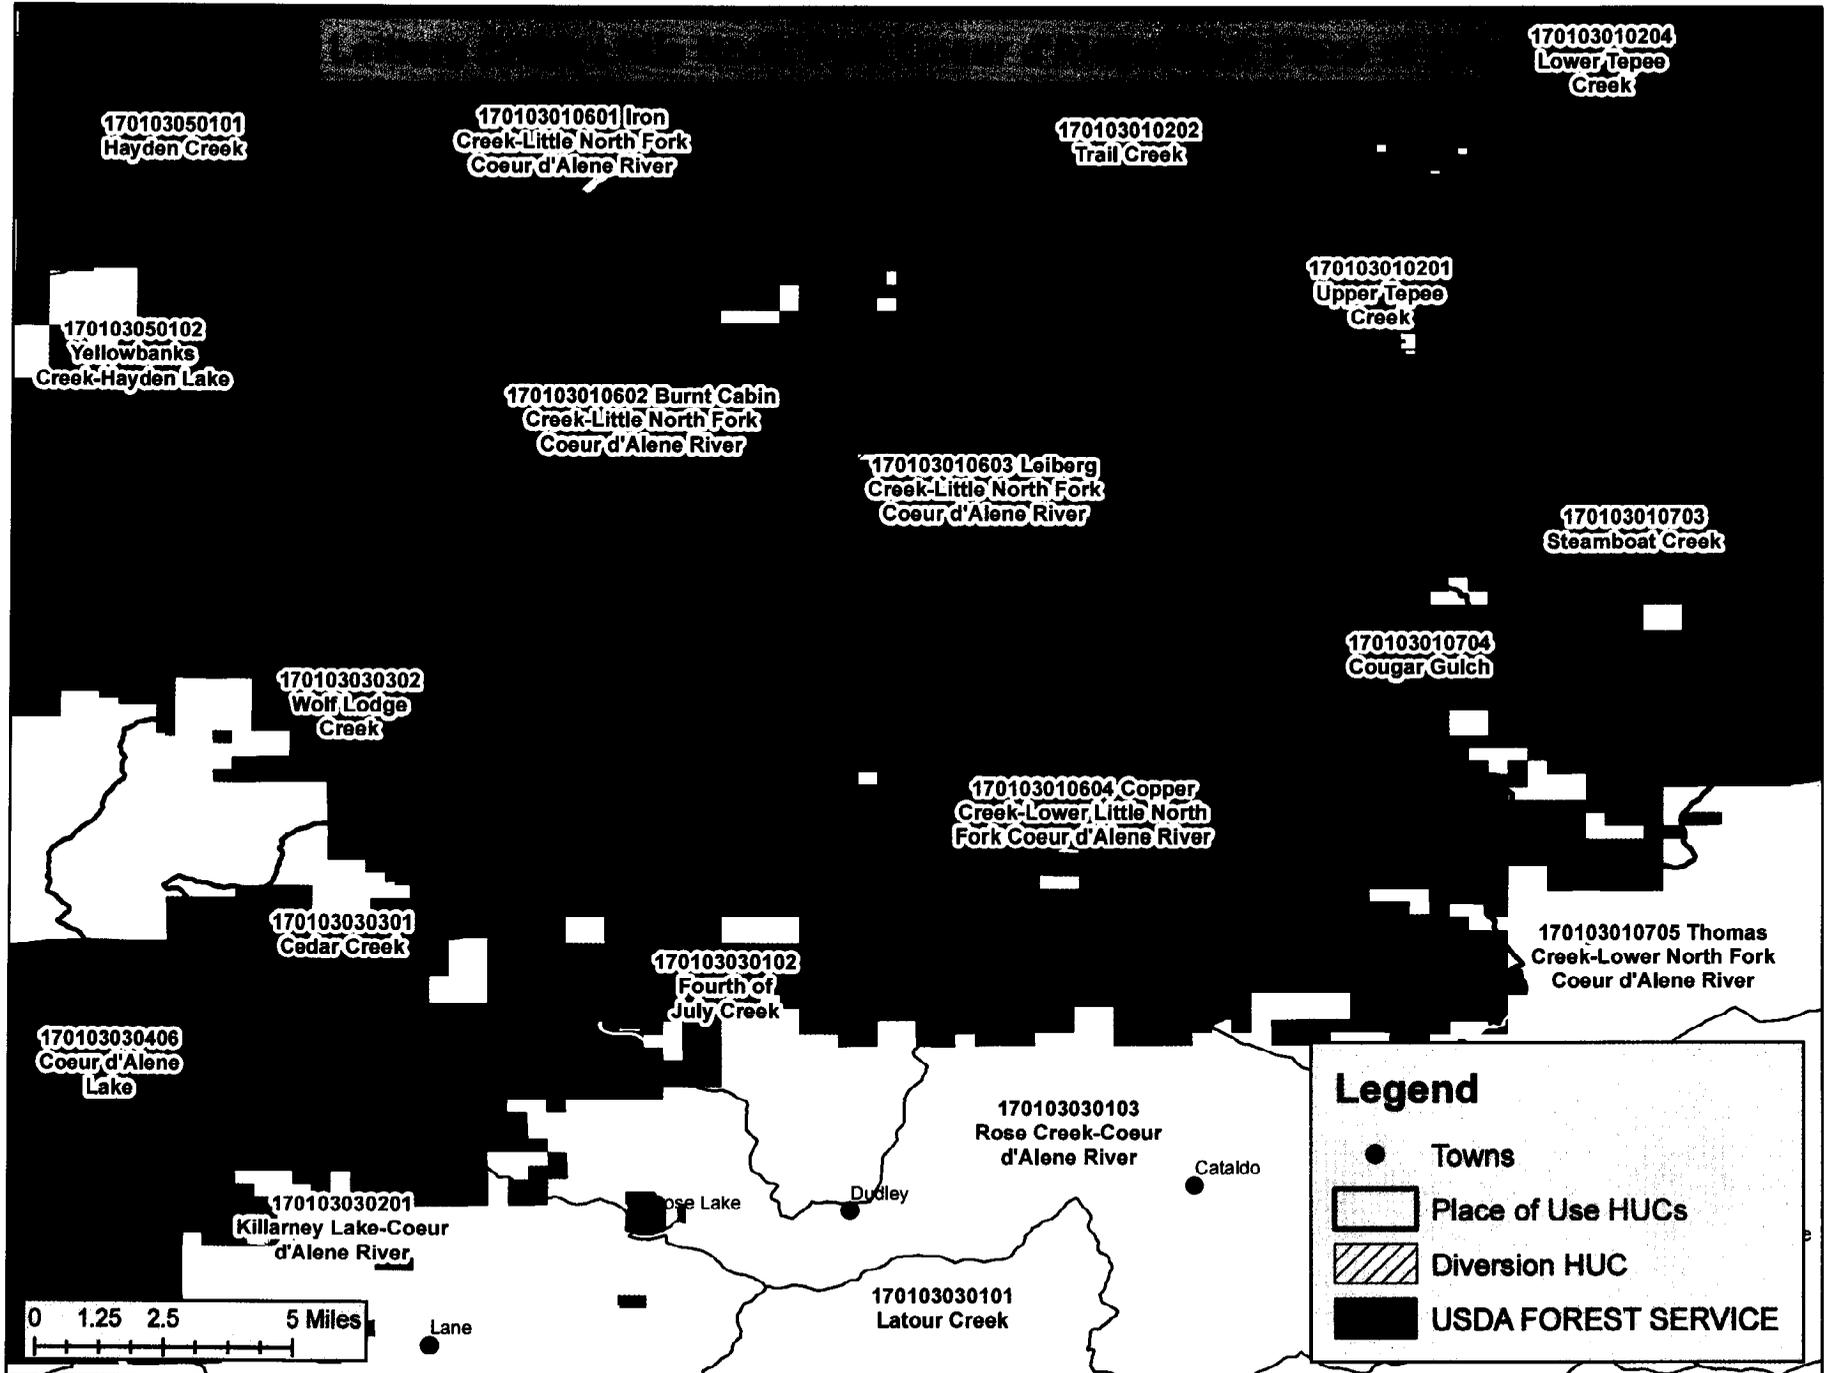 170103010204
Lower Tepee
Creek
170103050101
Hayden Creek
170103010601 Iron
Creek-Little North Fork
Coeur d'Alene River
170103010202
Trail Creek
170103010201
Upper Tepee
Creek
170103050102
Yellowbanks
Creek-Hayden Lake
170103010602 Burnt Cabin
Creek-Little North Fork
Coeur d'Alene River
170103010603 Leiberg
Creek-Little North Fork
Coeur d'Alene River
170103010703
Steamboat Creek
170103010704
Cougar Gulch
170103030302
Wolf Lodge
Creek
170103010604 Copper
Creek-Lower Little North
Fork Coeur d'Alene River
170103030301
Cedar Creek
170103030102
Fourth of
July Creek
170103010705 Thomas
Creek-Lower North Fork
Coeur d'Alene River
170103030406
Coeur d'Alene
Lake
170103030103
Rose Creek-Coeur
d'Alene River
Cataldo
Dudley
ose Lake
170103030201
Killarney Lake-Coeur
d'Alene River
170103030101
Latour Creek
Lane
0 1.25 2.5 5 Miles
Legend
Towns
Place of Use HUCs
Diversion HUC
USDA FOREST SERVICE
e